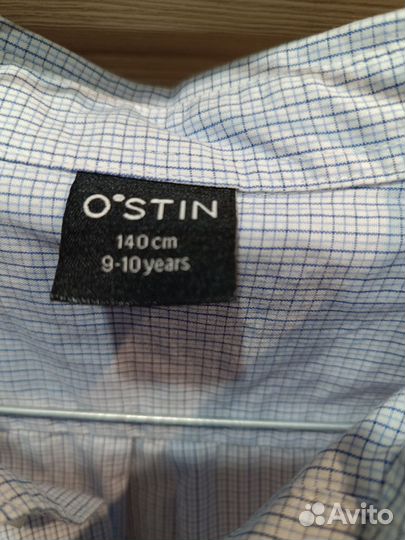 O'STIN
140 cm
9-10 years
Avito